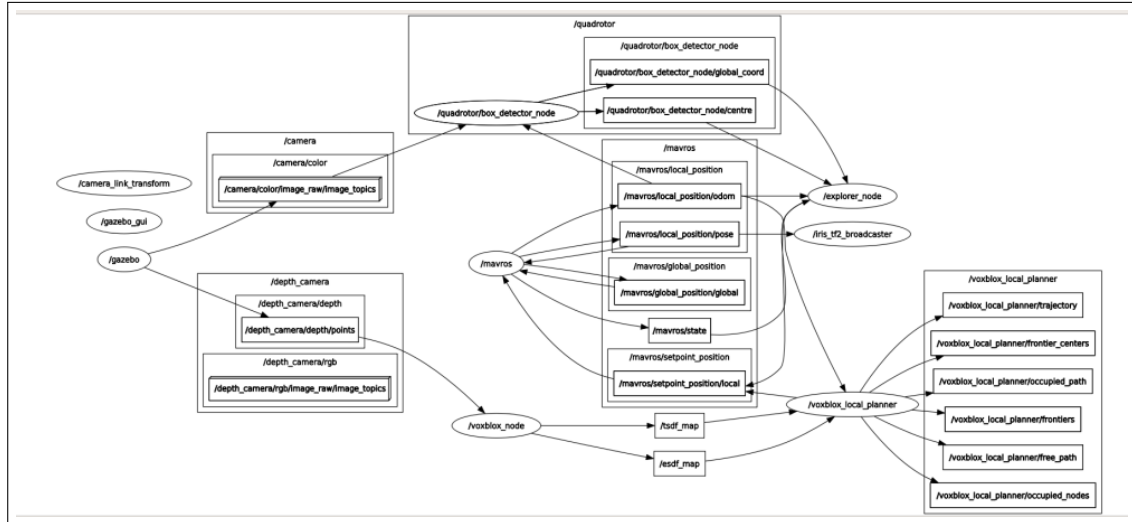 /quadrotor
/quadrotor/box_detector_node
/quadrotor/box_detector_node/global_coord
/quadrotor/box_detector_node
/quadrotor/box_detector_node/centre
/camera
/camera/color
/camera/color/image_raw/image_topics
/camera_link_transform
/gazebo_gui
/gazebo
/mavros
/mavros/local_position
/mavros/local_position/odom
/mavros/local_position/pose
/mavros
/mavros/global_position
/mavros/global_position/global
/mavros/state
/mavros/setpoint_position
/mavros/setpoint_position/local
/explorer_node
/iris_tf2_broadcaster
/depth_camera
/depth_camera/depth
/depth_camera/depth/points
/depth_camera/rgb
/depth_camera/rgb/image_raw/image_topics
/voxblox_node
/tsdf_map
/esdf_map
/voxblox_local_planner
/voxblox_local_planner
/voxblox_local_planner/trajectory
/voxblox_local_planner/frontier_centers
/voxblox_local_planner/occupied_path
/voxblox_local_planner/frontiers
/voxblox_local_planner/free_path
/voxblox_local_planner/occupied_nodes